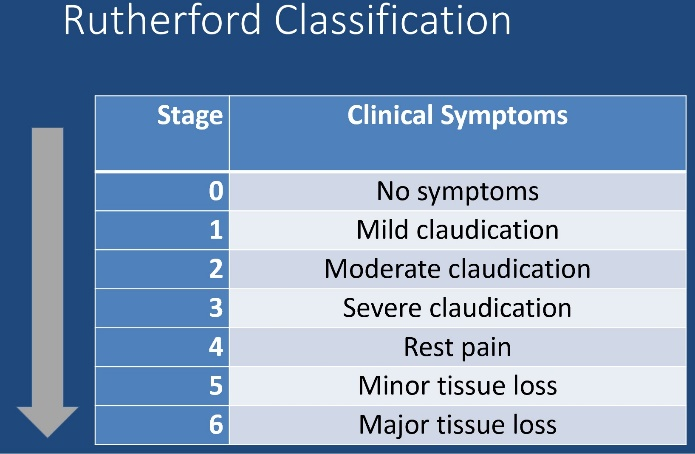 Rutherford Classification
Stage Clinical Symptoms
0 No symptoms
1 Mild claudication
2 Moderate claudication
3 Severe claudication
4 Rest pain
5 Minor tissue loss
6 Major tissue loss